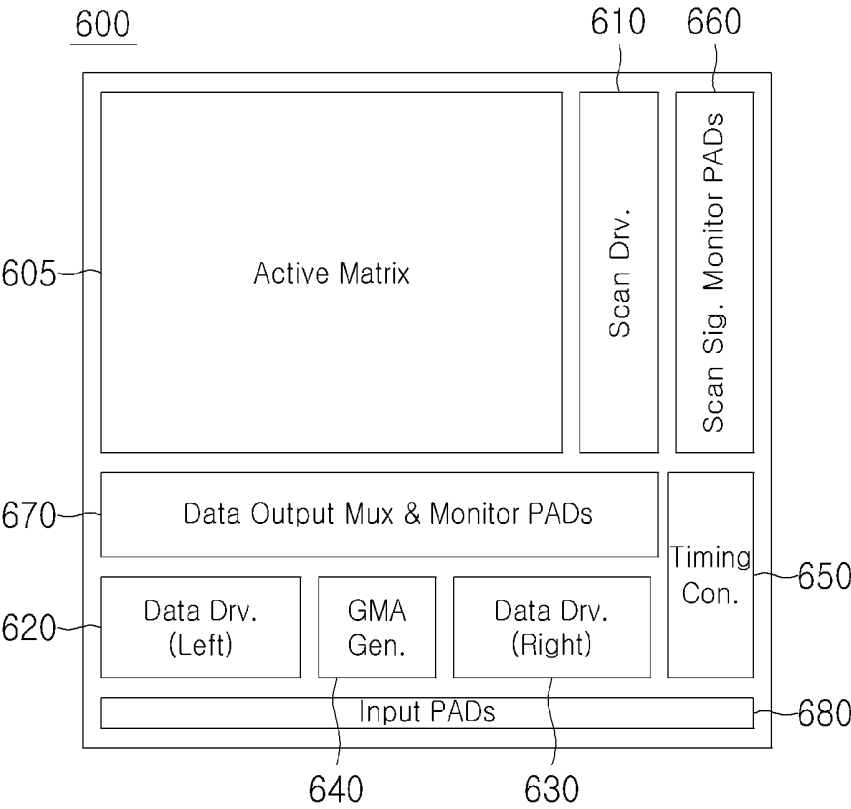 600
610
660
605
Active Matrix
Scan Drv.
Scan Sig. Monitor PADs
670
Data Output Mux & Monitor PADs
Timing
Con.
650
620
Data Drv.
(Left)
GMA
Gen.
Data Drv.
(Right)
Input PADs
680
640
630